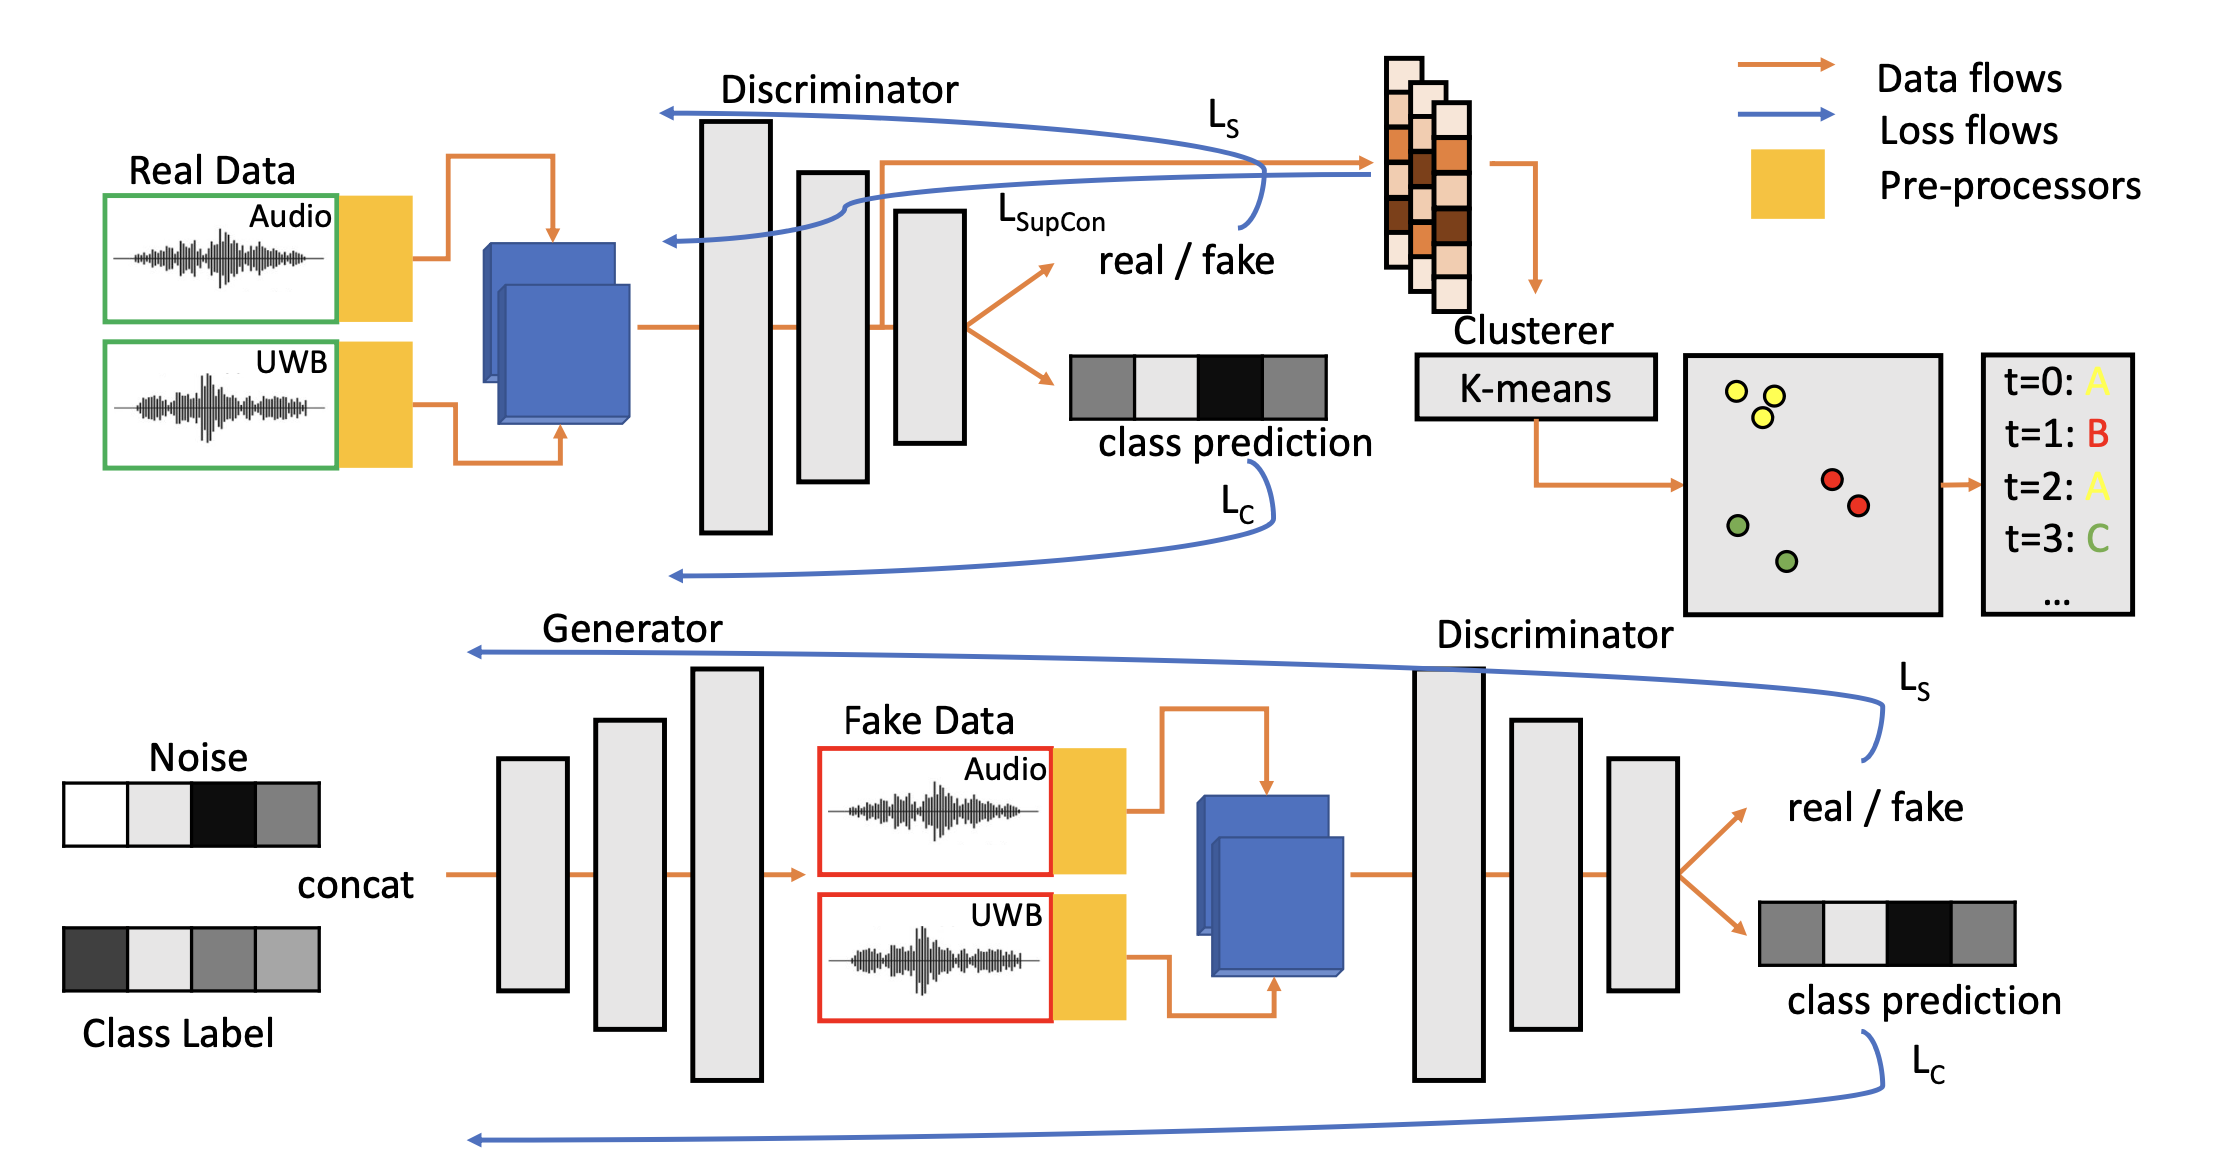 Discriminator
L_S
Data flows
Loss flows
Pre-processors
Real Data
Audio
UWB
L_SupCon
real / fake
class prediction
L_C
Clusterer
K-means
t=0: A
t=1: B
t=2: A
t=3: C
...
Generator
Discriminator
L_S
Noise
concat
Class Label
Fake Data
Audio
UWB
real / fake
class prediction
L_C